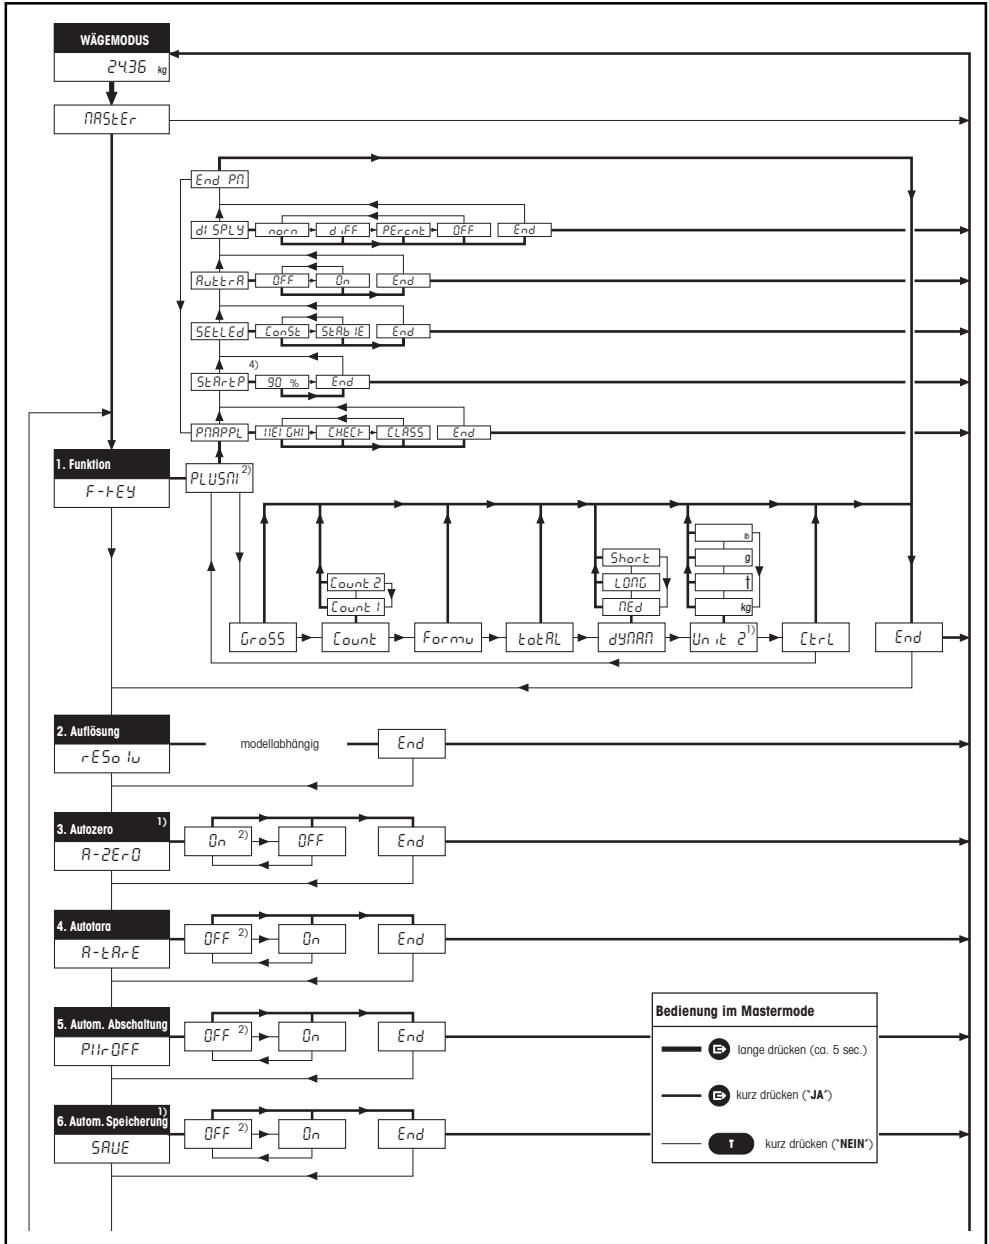 WÄGEMODUS
24.36 kg
MAStEr
End PM
dISPLY norm dIFF PErcnt OFF End
AuttrA OFF On End
SEtLEd ConSt StAblE End
4)
StArtP 90 % End
PMAPPL WEIGHI CHECK CLASS End
1. Funktion
F-KEY
PLUSMI 2)
lb
Short g
Count 2 LONG t
Count 1 MEd kg
GroSS Count Formu totAL dYNAM Unit 2 1) CtrL End
2. Auflösung
rESolu modellabhängig End
3. Autozero 1)
A-ZErO On 2) OFF End
4. Autotara
A-tArE OFF 2) On End
5. Autom. Abschaltung
PWrOFF OFF 2) On End
6. Autom. Speicherung 1)
SAVE OFF 2) On End
Bedienung im Mastermode
lange drücken (ca. 5 sec.)
kurz drücken ("JA")
T kurz drücken ("NEIN")